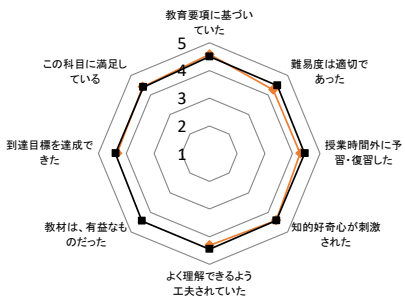 教育要項に基づい
ていた
難易度は適切で
あった
授業時間外に予
習・復習した
知的好奇心が刺激
された
よく理解できるよう
工夫されていた
教材は、有益なも
のだった
到達目標を達成で
きた
この科目に満足し
ている
5
4
3
2
1